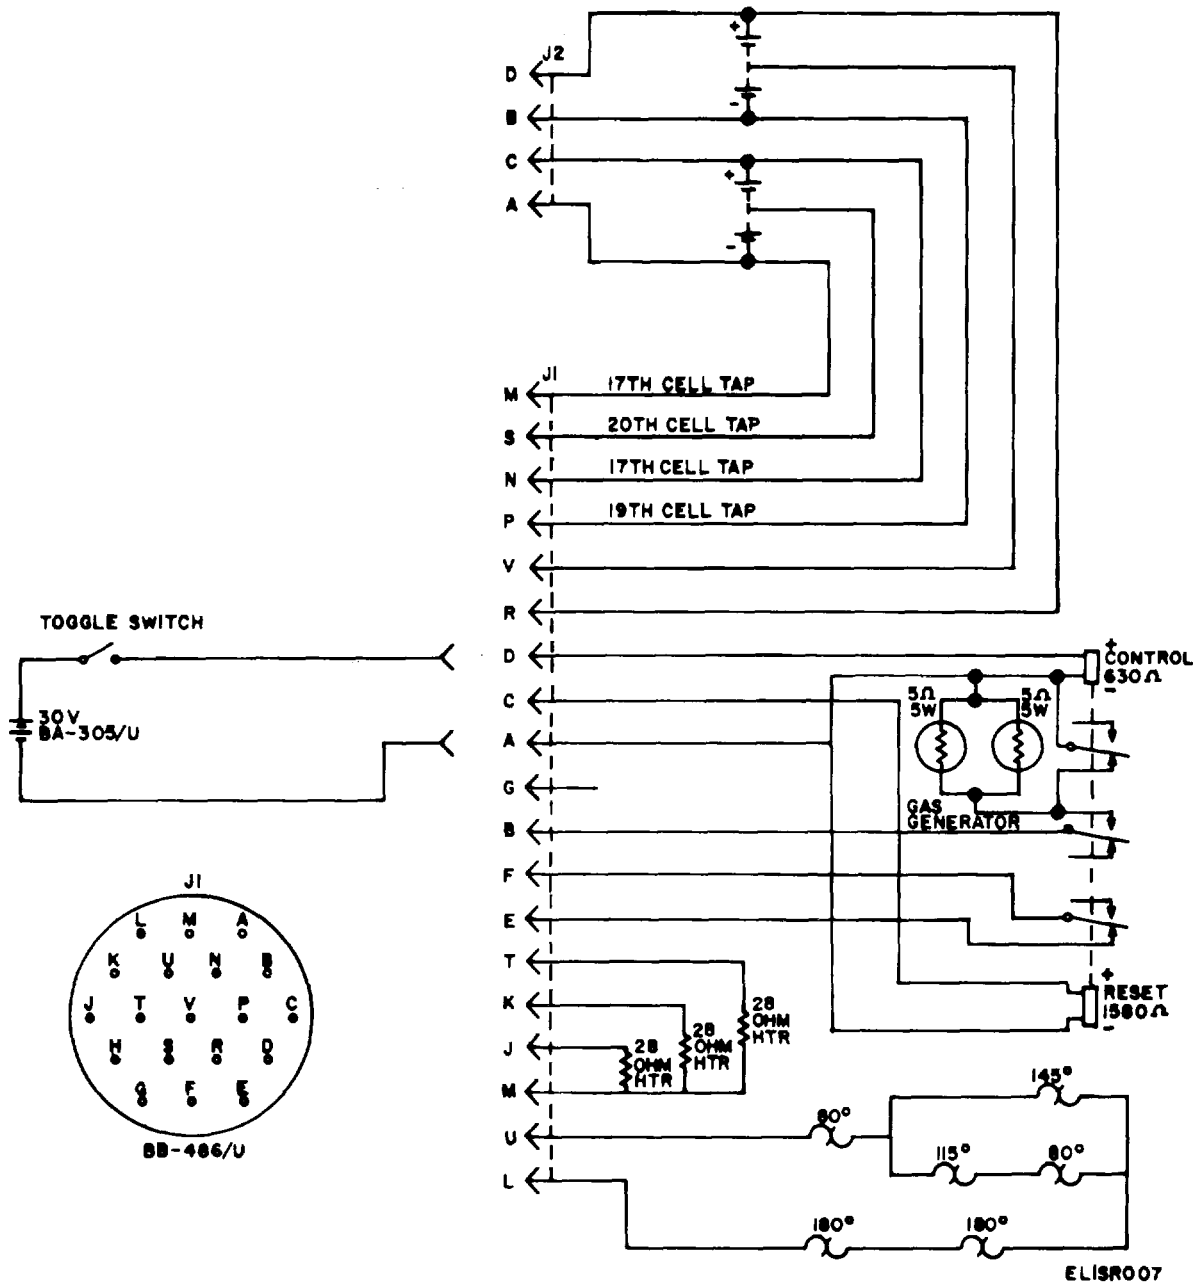 J2
D
+
B
-
C
+
A
-
J1
M 17TH CELL TAP
S 20TH CELL TAP
N 17TH CELL TAP
P 19TH CELL TAP
V
R
TOGGLE SWITCH
30V
BA-305/U
D
+
CONTROL
630Ω
-
C
5Ω
5W
5Ω
5W
A
G
GAS
GENERATOR
B
F
E
T
K
J
M
28
OHM
HTR
28
OHM
HTR
28
OHM
HTR
+
RESET
1580Ω
-
U
80°
145°
115°
80°
L
180°
180°
J1
L M A
K U N B
J T V P C
H S R D
G F E
BB-486/U
ELISR007